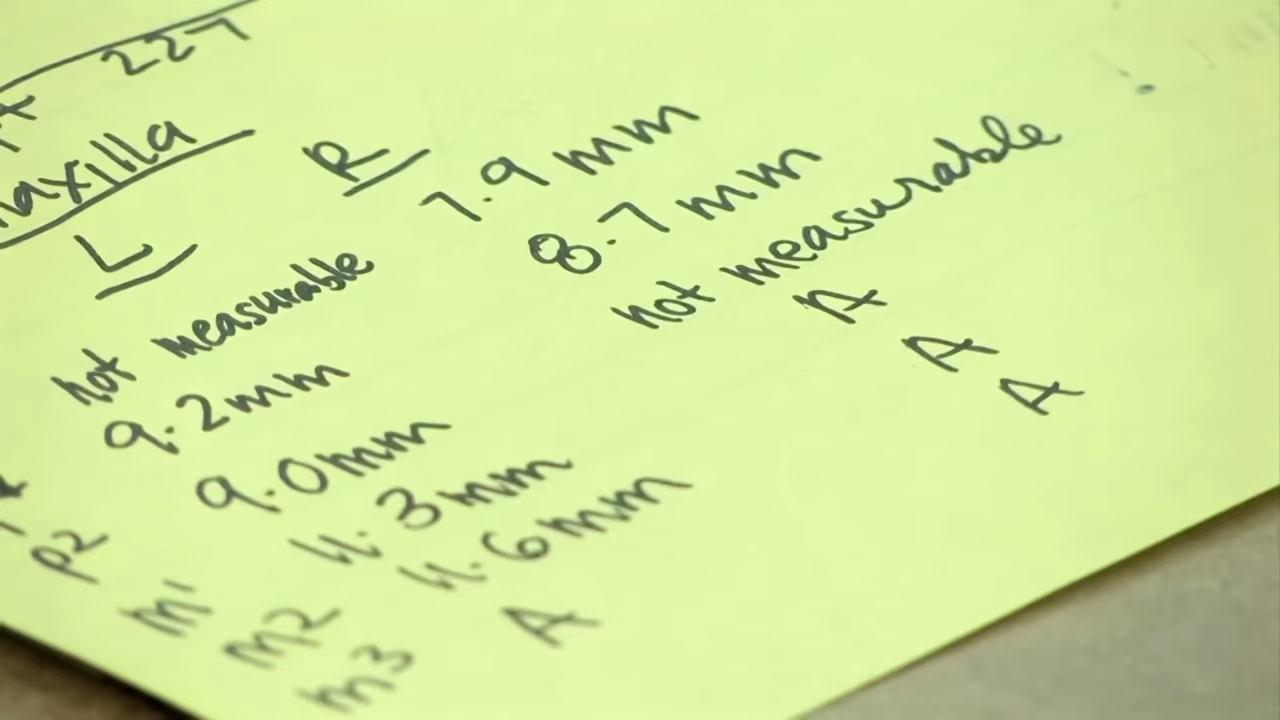 227
axilla
L R
not measurable 7.9 mm
9.2mm 8.7 mm
P2 9.0mm not measurable
M1 11.3mm A
M2 11.6mm A
M3 A A